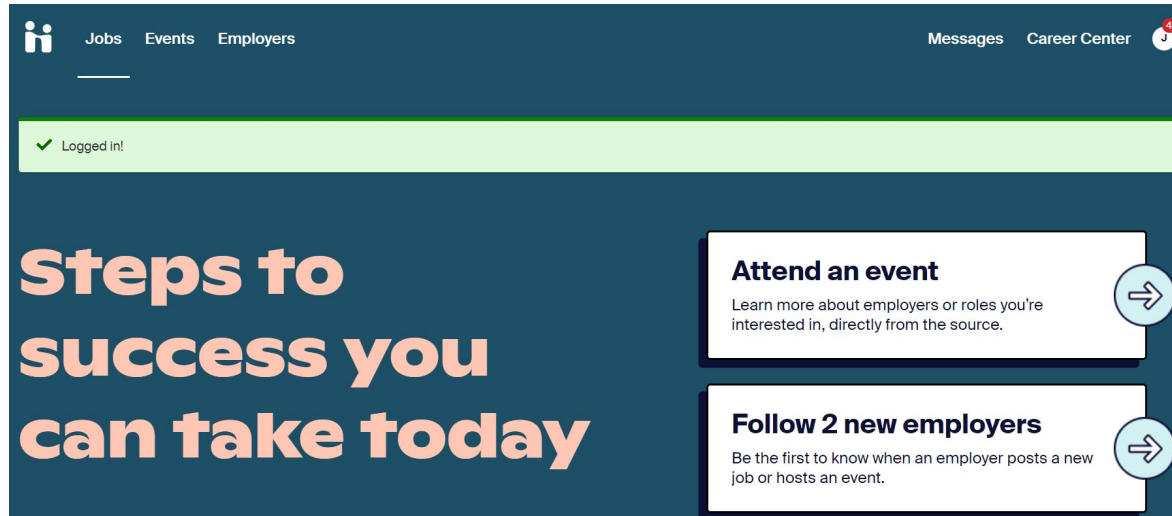 Jobs Events Employers Messages Career Center 4
J
Logged in!
Steps to
success you
can take today
Attend an event
Learn more about employers or roles you're
interested in, directly from the source.
Follow 2 new employers
Be the first to know when an employer posts a new
job or hosts an event.